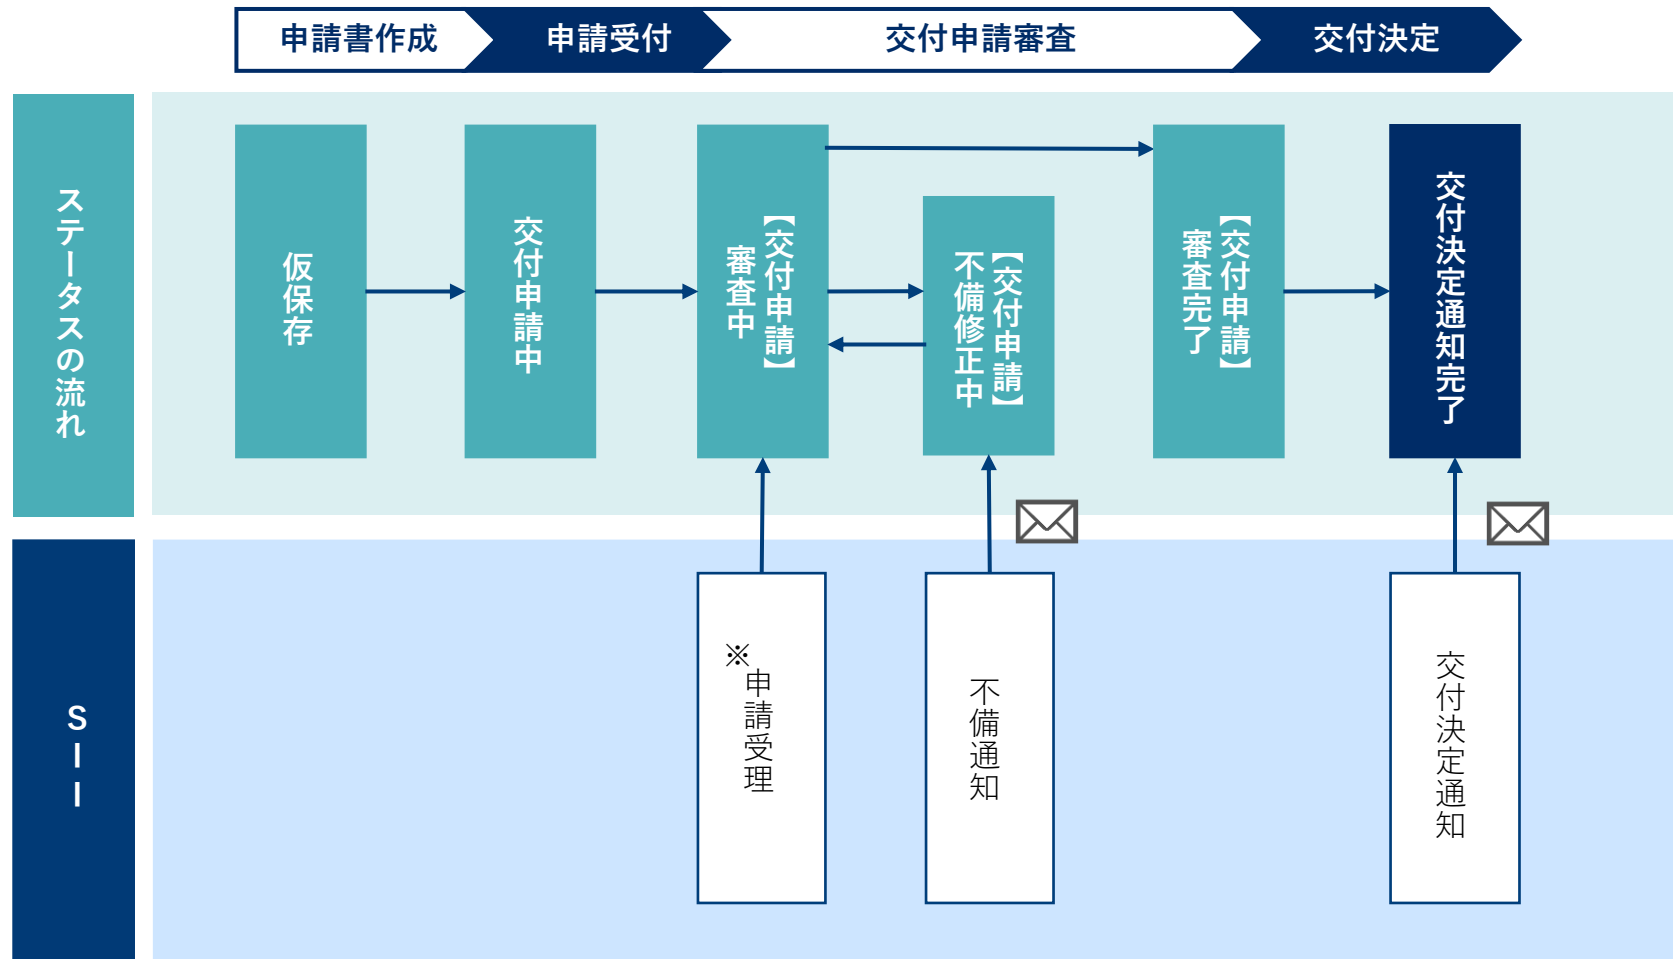 申請書作成
申請受付
交付申請審査
交付決定
ステータスの流れ
仮保存
交付申請中
【交付申請】
審査中
【交付申請】
不備修正中
【交付申請】
審査完了
交付決定通知完了
SII
※申請受理
不備通知
交付決定通知